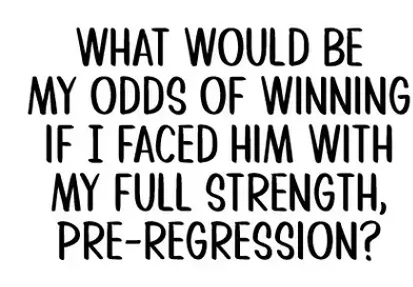 WHAT WOULD BE
MY ODDS OF WINNING
IF I FACED HIM WITH
MY FULL STRENGTH,
PRE-REGRESSION?